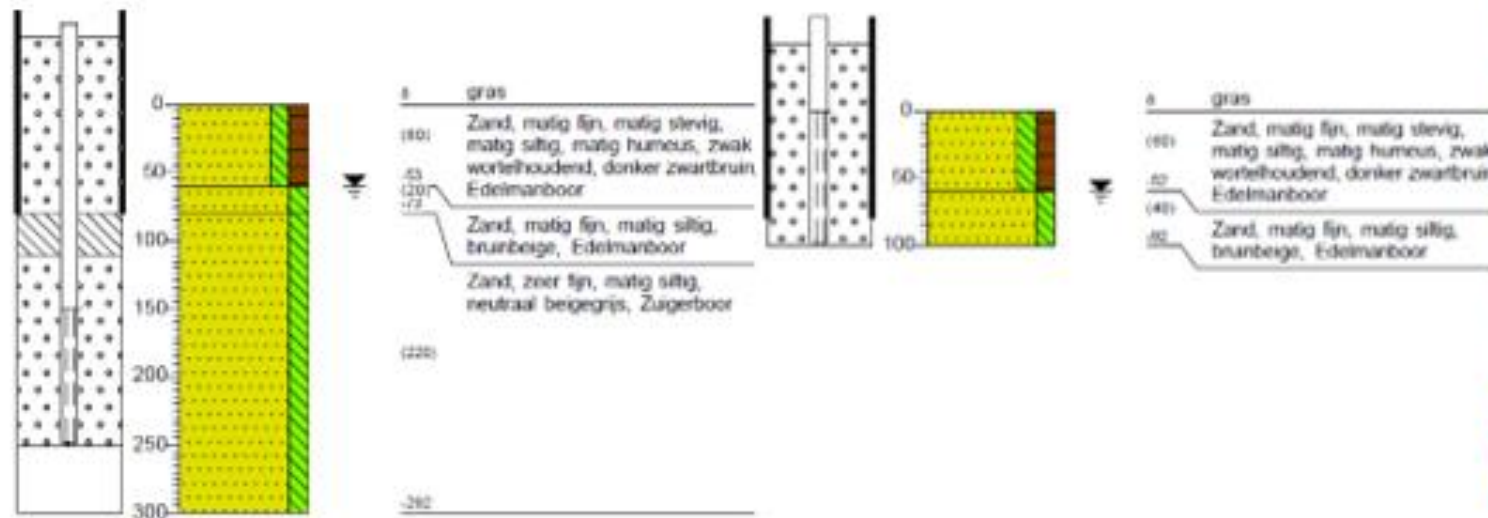 0
50
100
150
200
250
300
8
gras
(60)
Zand, matig fijn, matig stevig,
matig siltig, matig humeus, zwak
wortelhoudend, donker zwartbruin,
Edelmanboor
(20)
Zand, matig fijn, matig siltig,
bruinbeige, Edelmanboor
Zand, zeer fijn, matig siltig,
neutraal beigegrijs, Zuigerboor
(220)
-292
0
50
100
8
gras
(60)
Zand, matig fijn, matig stevig,
matig siltig, matig humeus, zwak
wortelhoudend, donker zwartbruin
Edelmanboor
(40)
Zand, matig fijn, matig siltig,
bruinbeige, Edelmanboor